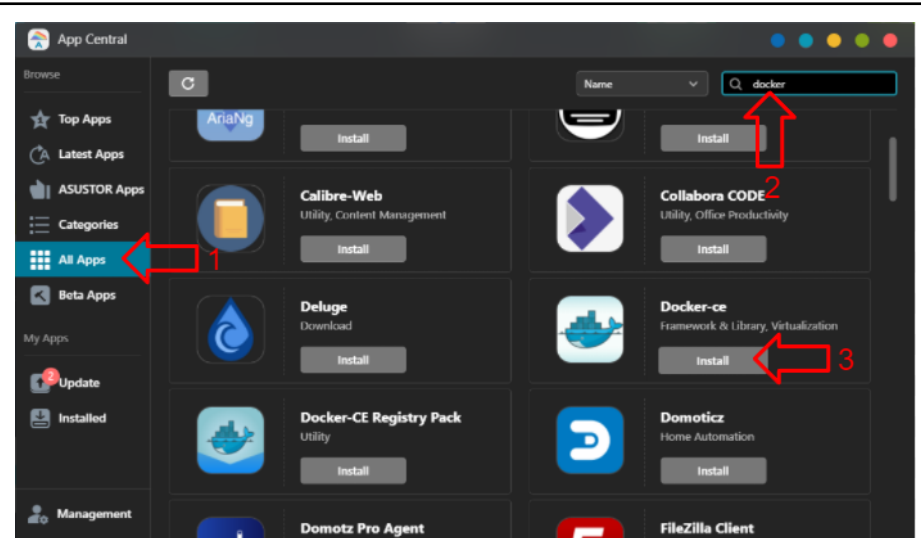 App Central
Browse
Name
docker
Top Apps
Latest Apps
ASUSTOR Apps
Categories
All Apps
Beta Apps
My Apps
2
Update
Installed
Management
AriaNg
Install
Install
Calibre-Web
Utility, Content Management
Install
Collabora CODE
Utility, Office Productivity
Install
Deluge
Download
Install
Docker-ce
Framework & Library, Virtualization
Install
Docker-CE Registry Pack
Utility
Install
Domoticz
Home Automation
Install
Domotz Pro Agent
FileZilla Client
1
2
3